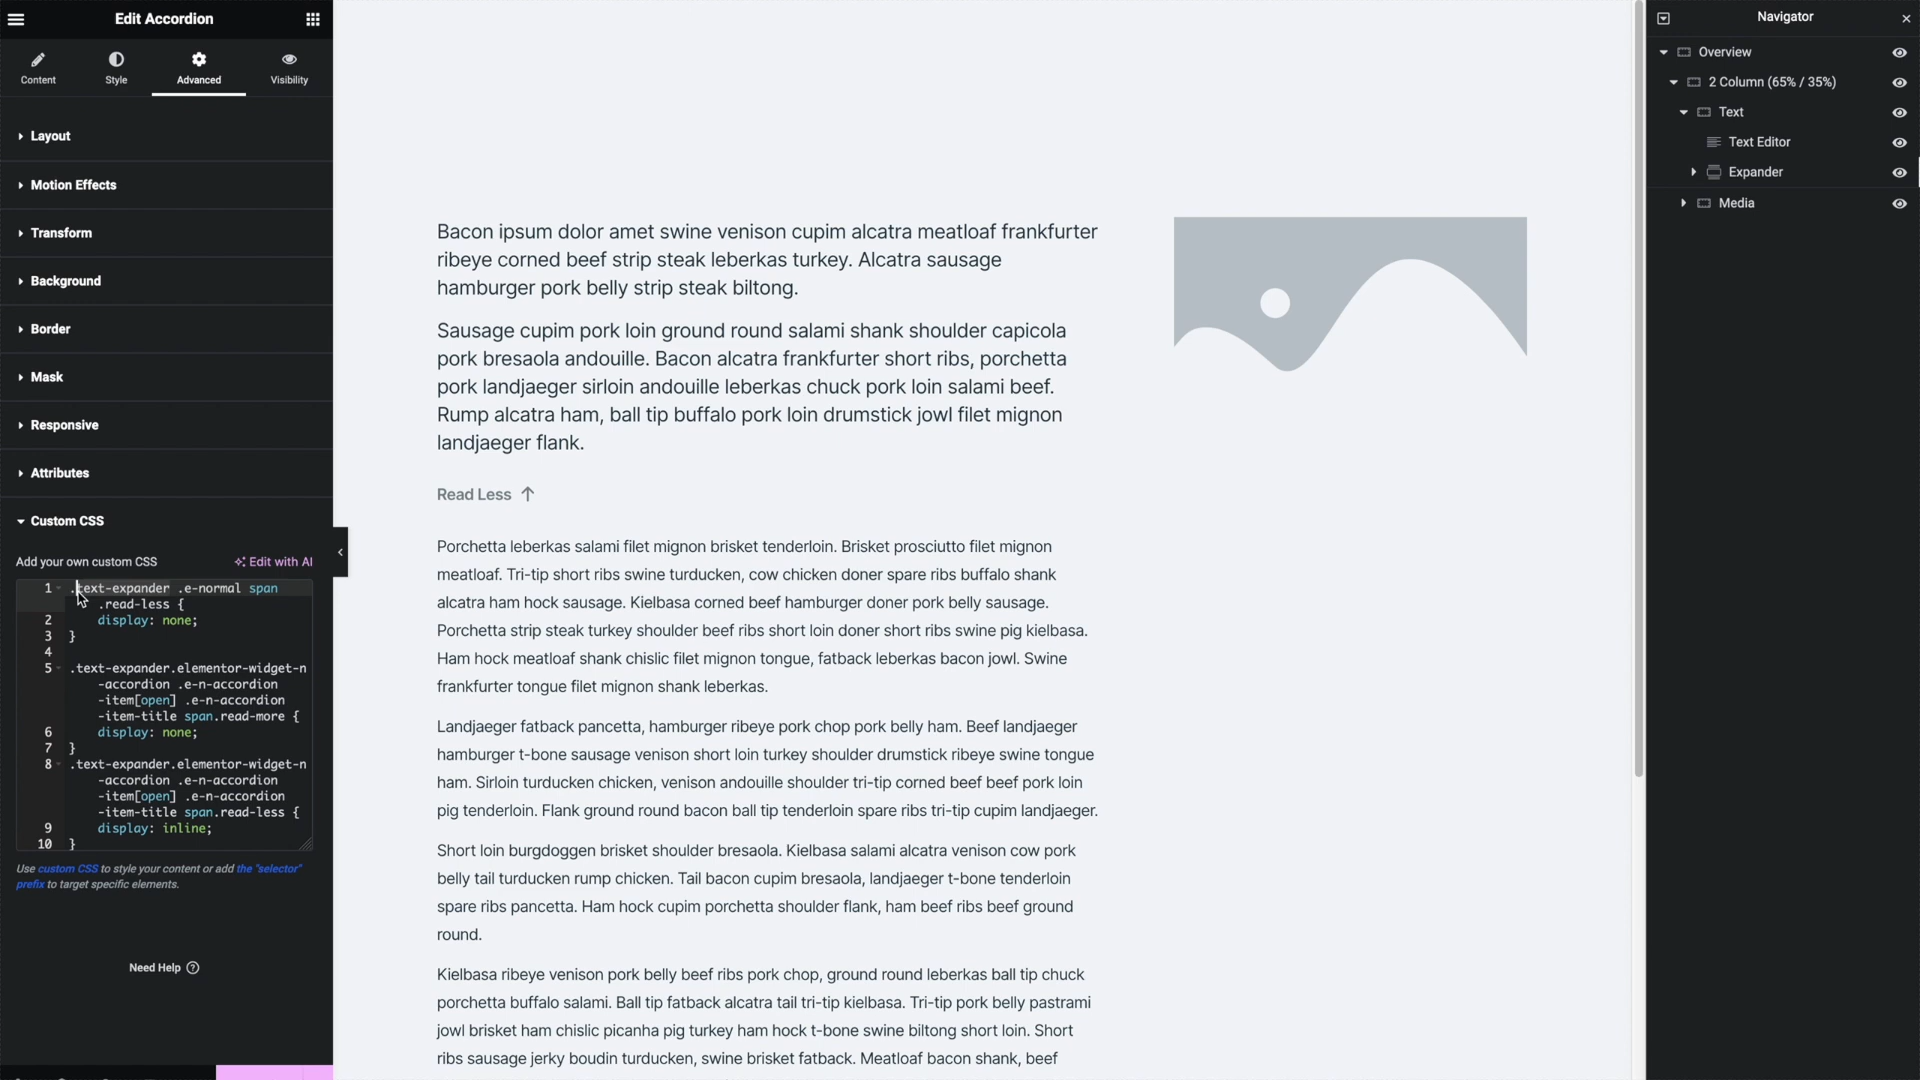 Edit Accordion
Content
Style
Advanced
Visibility
Layout
Motion Effects
Transform
Background
Border
Mask
Responsive
Attributes
Custom CSS
Add your own custom CSS
Edit with AI
1 .text-expander .e-normal span
.read-less {
2 display: none;
3 }
4
5 .text-expander.elementor-widget-n
-accordion .e-n-accordion
-item[open] .e-n-accordion
-item-title span.read-more {
6 display: none;
7 }
8 .text-expander.elementor-widget-n
-accordion .e-n-accordion
-item[open] .e-n-accordion
-item-title span.read-less {
9 display: inline;
10 }
Use custom CSS to style your content or add the "selector"
prefix to target specific elements.
Need Help
Bacon ipsum dolor amet swine venison cupim alcatra meatloaf frankfurter
ribeye corned beef strip steak leberkas turkey. Alcatra sausage
hamburger pork belly strip steak biltong.
Sausage cupim pork loin ground round salami shank shoulder capicola
pork bresaola andouille. Bacon alcatra frankfurter short ribs, porchetta
pork landjaeger sirloin andouille leberkas chuck pork loin salami beef.
Rump alcatra ham, ball tip buffalo pork loin drumstick jowl filet mignon
landjaeger flank.
Read Less
Porchetta leberkas salami filet mignon brisket tenderloin. Brisket prosciutto filet mignon
meatloaf. Tri-tip short ribs swine turducken, cow chicken doner spare ribs buffalo shank
alcatra ham hock sausage. Kielbasa corned beef hamburger doner pork belly sausage.
Porchetta strip steak turkey shoulder beef ribs short loin doner short ribs swine pig kielbasa.
Ham hock meatloaf shank chislic filet mignon tongue, fatback leberkas bacon jowl. Swine
frankfurter tongue filet mignon shank leberkas.
Landjaeger fatback pancetta, hamburger ribeye pork chop pork belly ham. Beef landjaeger
hamburger t-bone sausage venison short loin turkey shoulder drumstick ribeye swine tongue
ham. Sirloin turducken chicken, venison andouille shoulder tri-tip corned beef beef pork loin
pig tenderloin. Flank ground round bacon ball tip tenderloin spare ribs tri-tip cupim landjaeger.
Short loin burgdoggen brisket shoulder bresaola. Kielbasa salami alcatra venison cow pork
belly tail turducken rump chicken. Tail bacon cupim bresaola, landjaeger t-bone tenderloin
spare ribs pancetta. Ham hock cupim porchetta shoulder flank, ham beef ribs beef ground
round.
Kielbasa ribeye venison pork belly beef ribs pork chop, ground round leberkas ball tip chuck
porchetta buffalo salami. Ball tip fatback alcatra tail tri-tip kielbasa. Tri-tip pork belly pastrami
jowl brisket ham chislic picanha pig turkey ham hock t-bone swine biltong short loin. Short
ribs sausage jerky boudin turducken, swine brisket fatback. Meatloaf bacon shank, beef
Navigator
Overview
2 Column (65% / 35%)
Text
Text Editor
Expander
Media